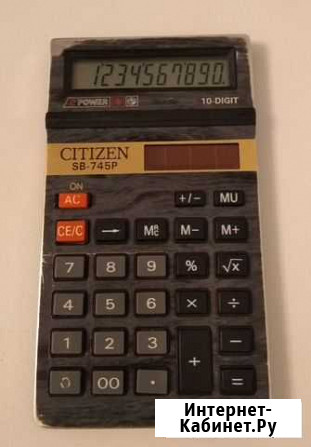 1234567890.
POWER
10-DIGIT
CITIZEN
SB-745P
ON
AC
+/−
MU
CE/C
→
M−
M+
7
8
9
%
√x
4
5
6
×
÷
1
2
3
+
−
00
·
=
Интернет-
Кабинет.Ру